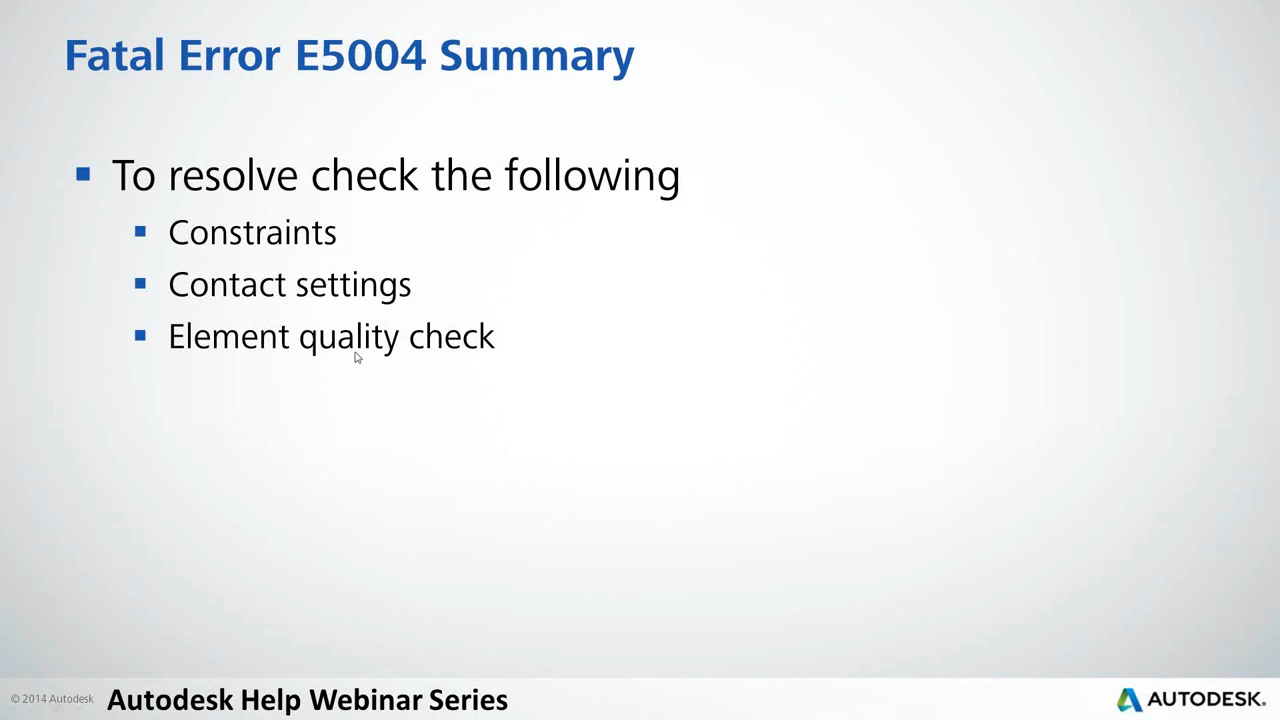 Fatal Error E5004 Summary
To resolve check the following
Constraints
Contact settings
Element quality check
© 2014 Autodesk
Autodesk Help Webinar Series
AUTODESK.